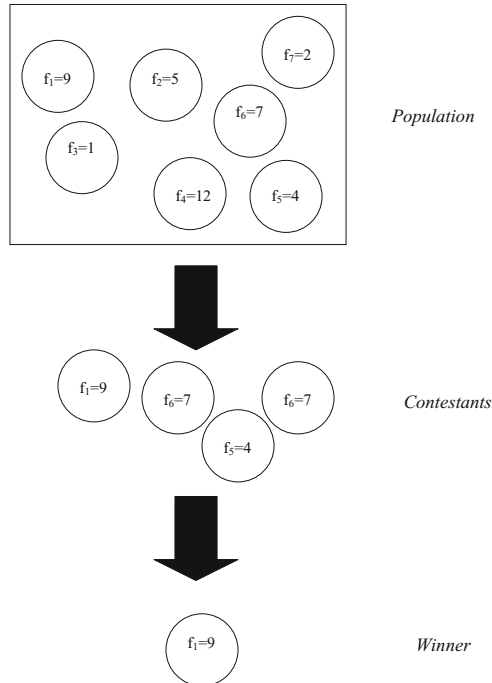 f₇=2
f₁=9
f₂=5
f₆=7
Population
f₃=1
f₄=12
f₅=4
f₁=9
f₆=7
f₆=7
Contestants
f₅=4
f₁=9
Winner